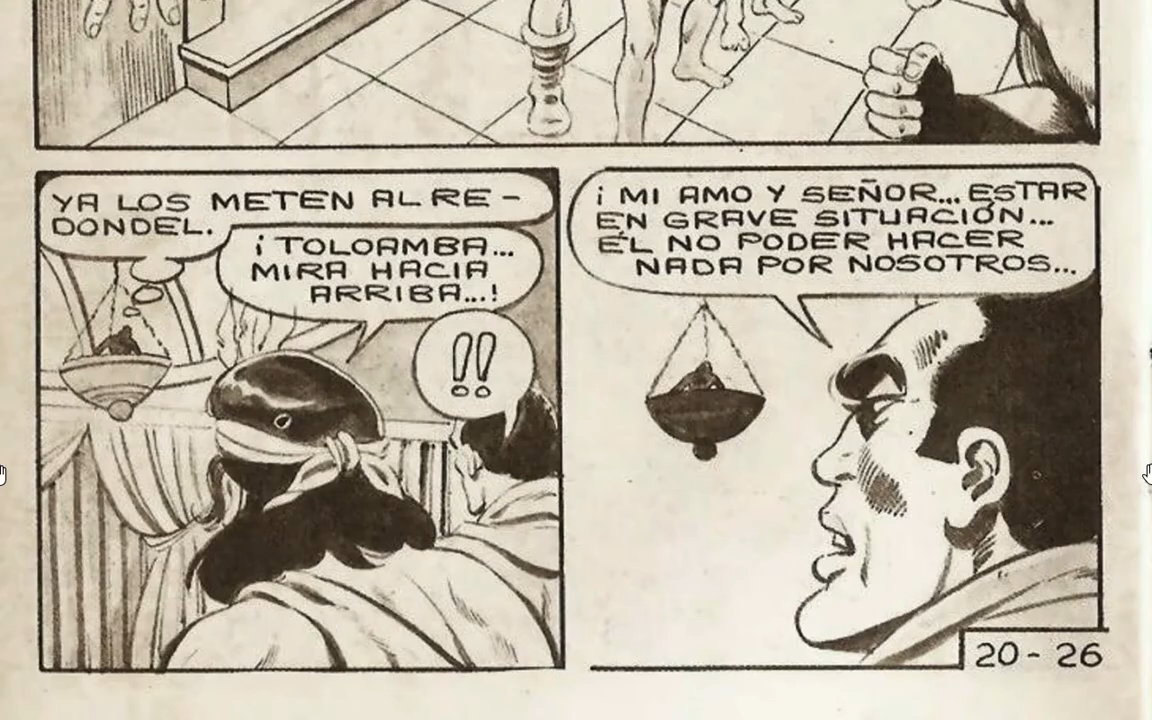 YA LOS METEN AL RE-
DONDEL.
¡TOLOAMBA...
MIRA HACIA
ARRIBA...!
!!
¡MI AMO Y SEÑOR... ESTAR
EN GRAVE SITUACIÓN...
ÉL NO PODER HACER
NADA POR NOSOTROS...
20-26